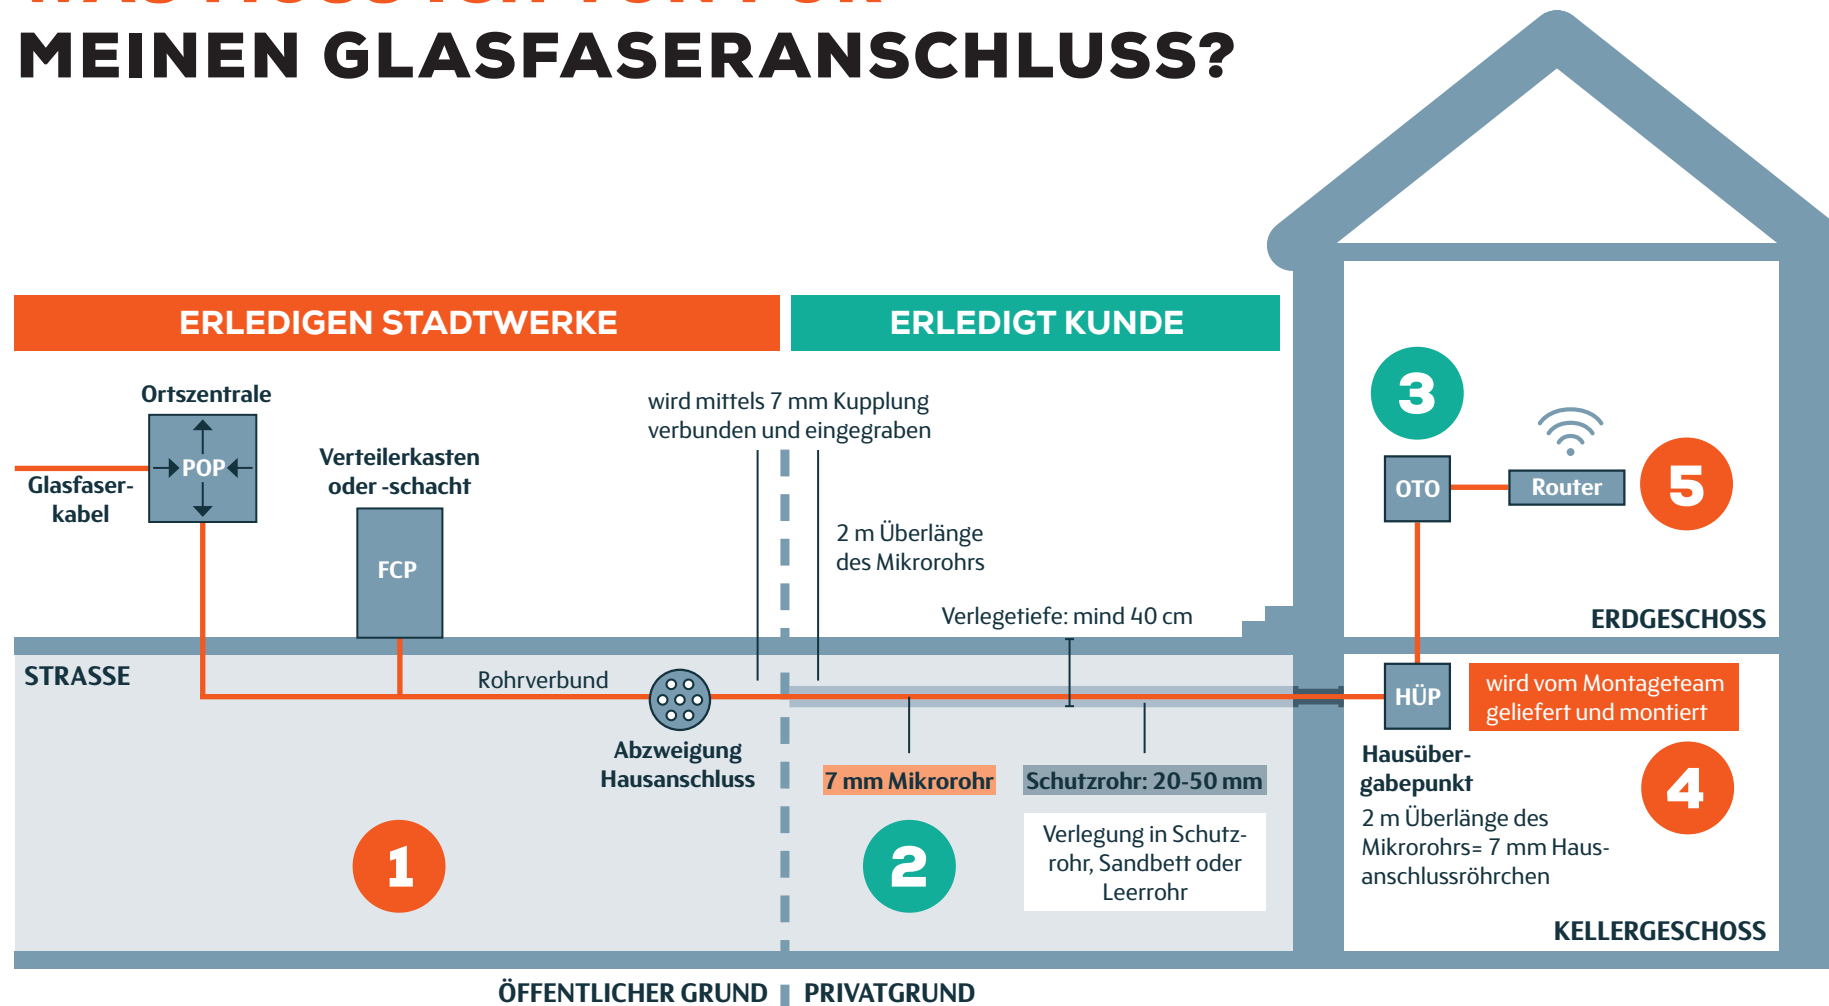 MEINEN GLASFASERANSCHLUSS?
ERLEDIGEN STADTWERKE
ERLEDIGT KUNDE
Ortszentrale
POP
Glasfaser-
kabel
Verteilerkasten
oder -schacht
FCP
wird mittels 7 mm Kupplung
verbunden und eingegraben
2 m Überlänge
des Mikrorohrs
Verlegetiefe: mind 40 cm
3
OTO
Router
5
ERDGESCHOSS
STRASSE
Rohrverbund
Abzweigung
Hausanschluss
7 mm Mikrorohr
Schutzrohr: 20-50 mm
Verlegung in Schutz-
rohr, Sandbett oder
Leerrohr
1
2
HÜP
wird vom Montageteam
geliefert und montiert
Hausüber-
gabepunkt
4
2 m Überlänge des
Mikrorohrs= 7 mm Haus-
anschlussröhrchen
KELLERGESCHOSS
ÖFFENTLICHER GRUND
PRIVATGRUND